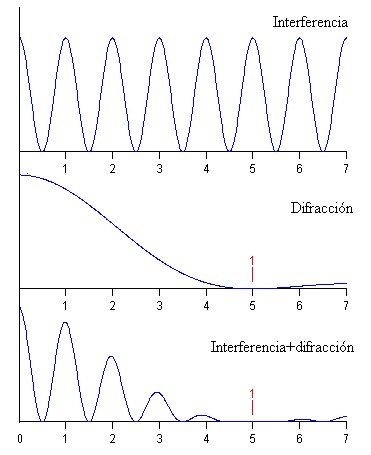 Interferencia
1 2 3 4 5 6 7
Difracción
1
1 2 3 4 5 6 7
Interferencia+difracción
1
0 1 2 3 4 5 6 7